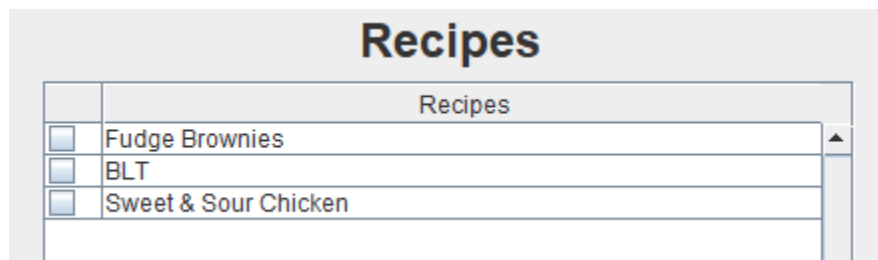 Recipes
Recipes
Fudge Brownies
BLT
Sweet & Sour Chicken